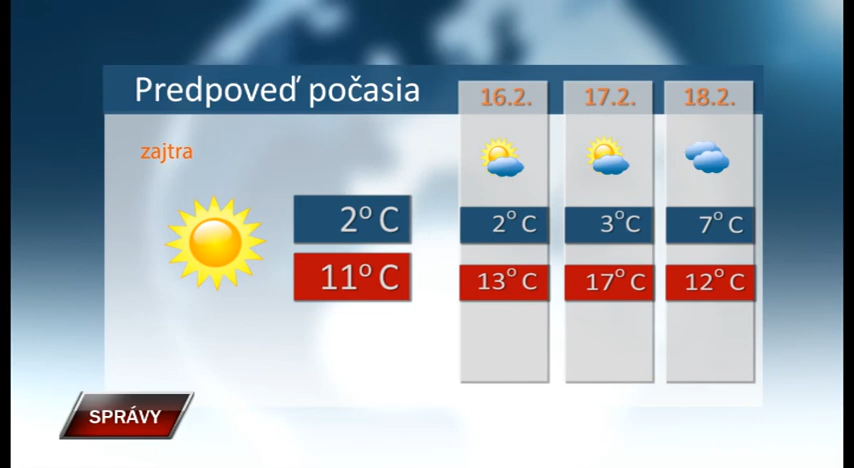 Predpoveď počasia
zajtra
2° C
11° C
16.2.
2° C
13° C
17.2.
3°C
17° C
18.2.
7° C
12° C
SPRÁVY